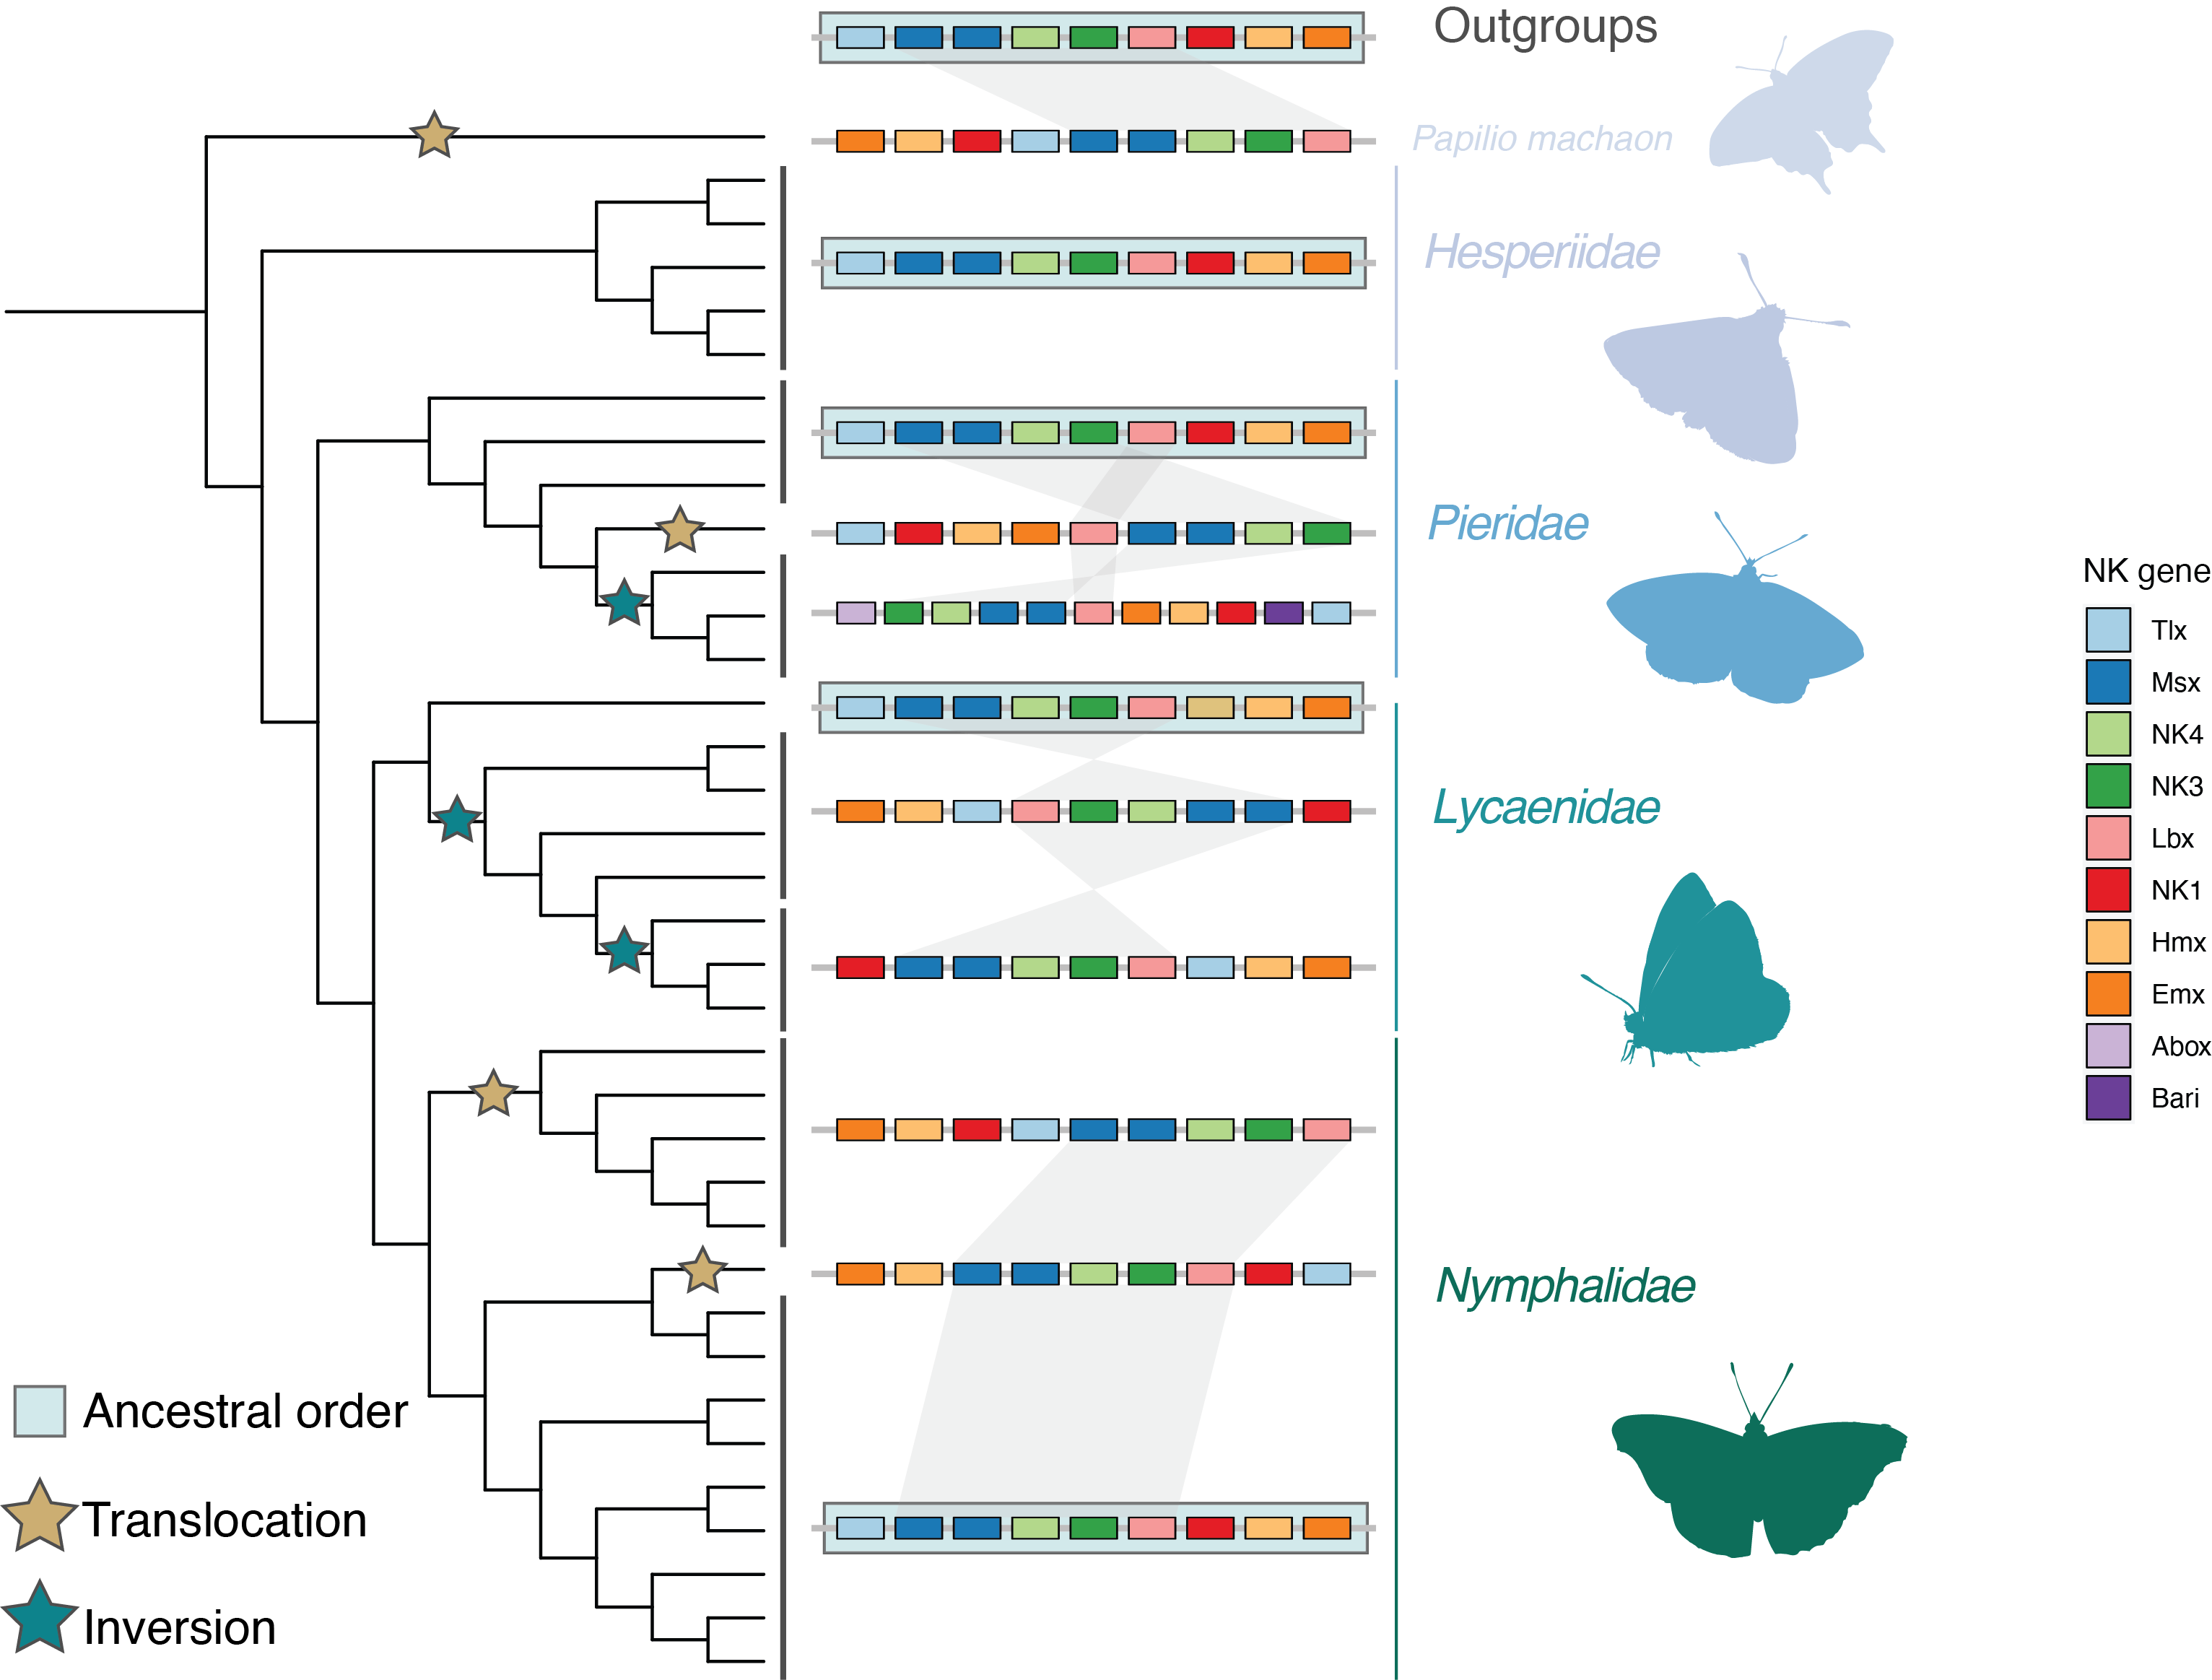 Outgroups
Papilio machaon
Hesperiidae
Pieridae
Lycaenidae
Nymphalidae
NK gene
Tlx
Msx
NK4
NK3
Lbx
NK1
Hmx
Emx
Abox
Bari
Ancestral order
Translocation
Inversion